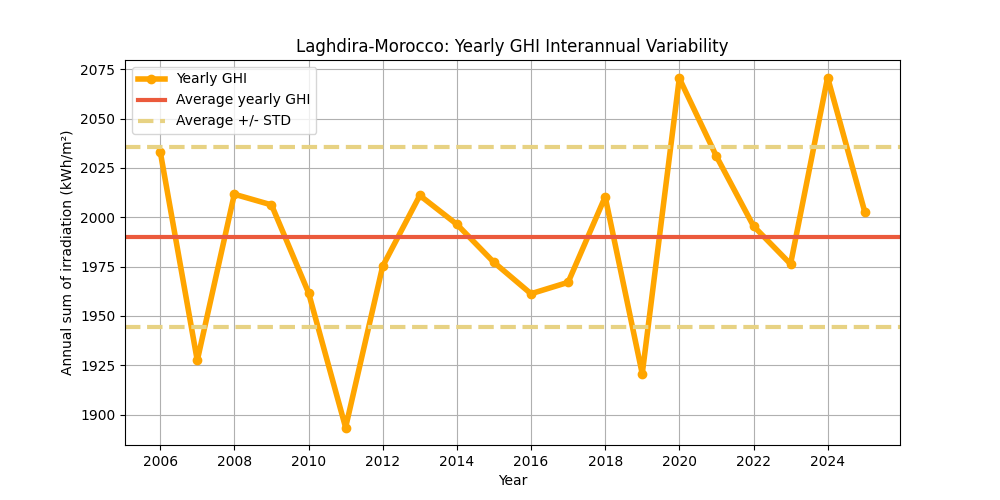 Laghdira-Morocco: Yearly GHI Interannual Variability
Annual sum of irradiation (kWh/m²)
2075
2050
2025
2000
1975
1950
1925
1900
Yearly GHI
Average yearly GHI
Average +/- STD
2006 2008 2010 2012 2014 2016 2018 2020 2022 2024
Year